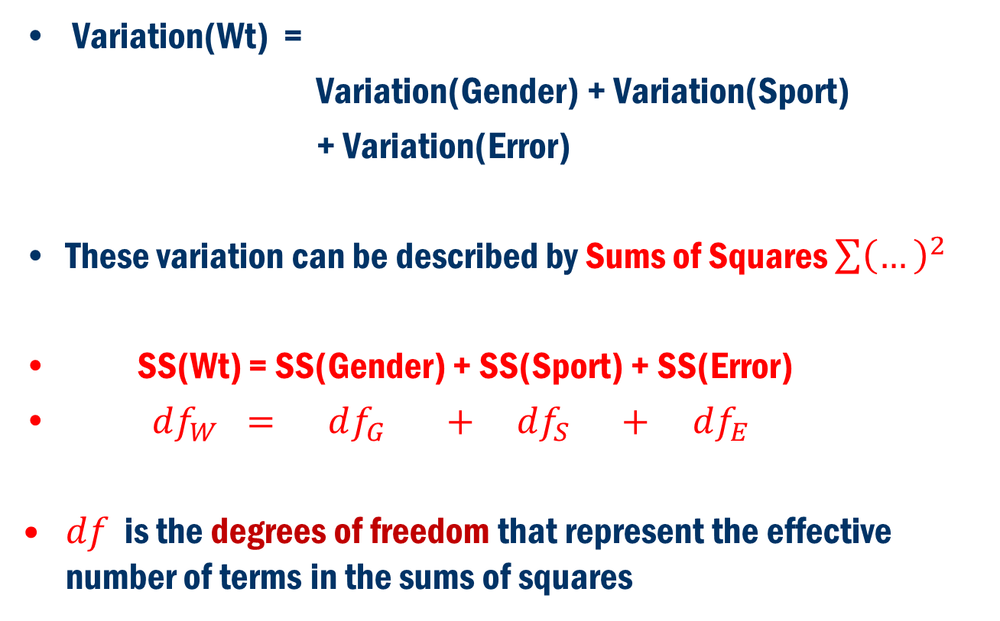 • Variation(Wt) =
Variation(Gender) + Variation(Sport)
+ Variation(Error)
• These variation can be described by Sums of Squares ∑(… )²
• SS(Wt) = SS(Gender) + SS(Sport) + SS(Error)
• 𝑑𝑓_𝑊 = 𝑑𝑓_𝐺 + 𝑑𝑓_𝑆 + 𝑑𝑓_𝐸
• 𝑑𝑓 is the degrees of freedom that represent the effective
number of terms in the sums of squares